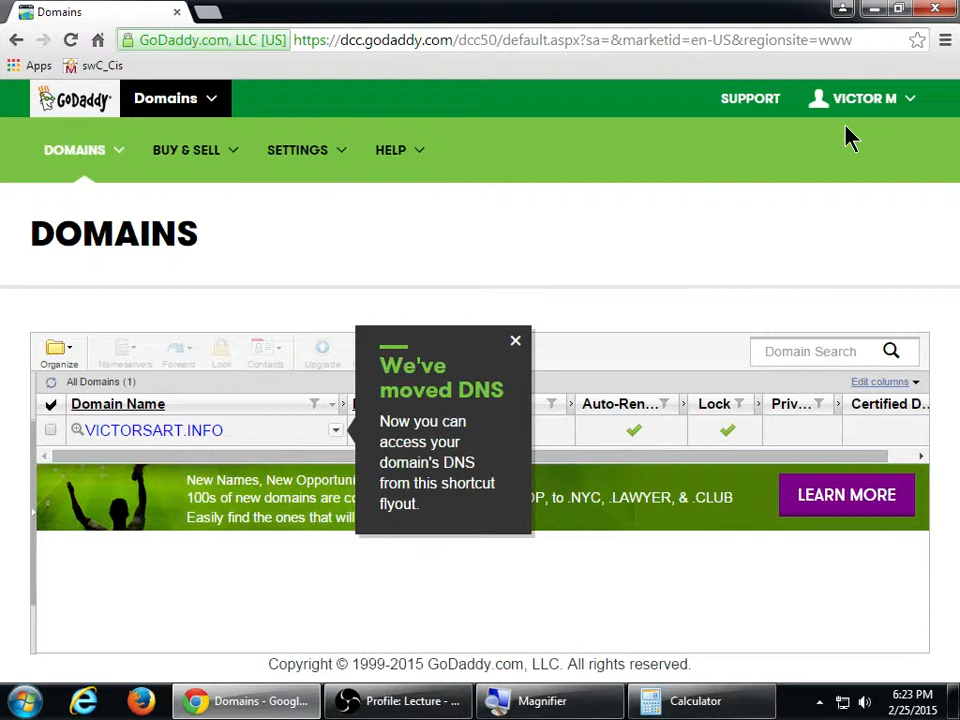 Domains
GoDaddy.com, LLC [US] https://dcc.godaddy.com/dcc50/default.aspx?sa=&marketid=en-US&regionsite=www
Apps swC_Cis
GoDaddy Domains SUPPORT VICTOR M
DOMAINS BUY & SELL SETTINGS HELP
DOMAINS
Organize Nameservers Forward Lock Contacts Upgrade
Domain Search
All Domains (1) Edit columns
Domain Name Auto-Ren... Lock Priv... Certified D..
VICTORSART.INFO
We've
moved DNS
Now you can
access your
domain's DNS
from this shortcut
flyout.
New Names, New Opportuni
100s of new domains are co OP, to .NYC, .LAWYER, & .CLUB
Easily find the ones that will
LEARN MORE
Copyright © 1999-2015 GoDaddy.com, LLC. All rights reserved.
Domains - Googl... Profile: Lecture - ... Magnifier Calculator
6:23 PM
2/25/2015